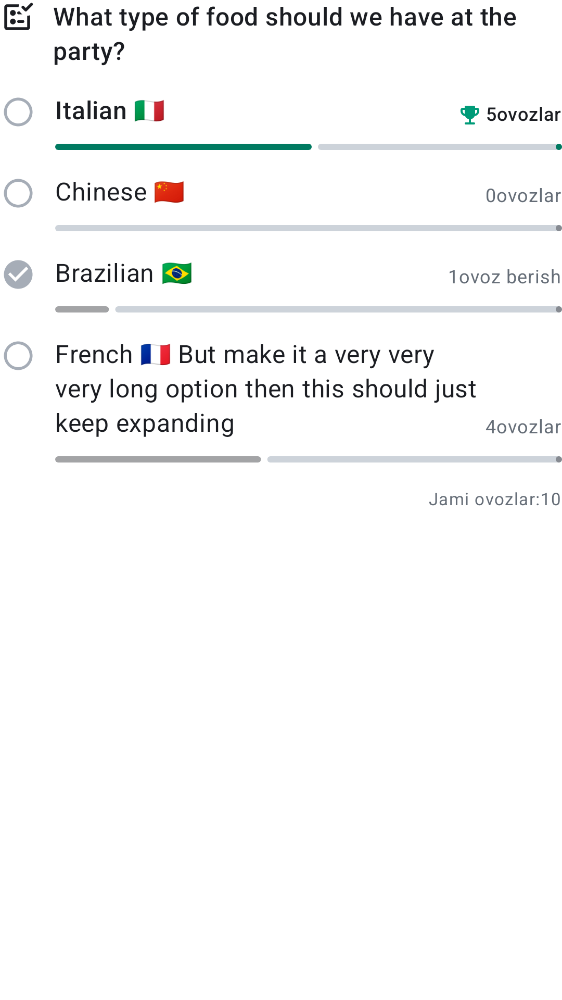 What type of food should we have at the
party?
Italian 🇮🇹
5ovozlar
Chinese 🇨🇳
0ovozlar
Brazilian 🇧🇷
1ovoz berish
French 🇫🇷 But make it a very very
very long option then this should just
keep expanding
4ovozlar
Jami ovozlar:10